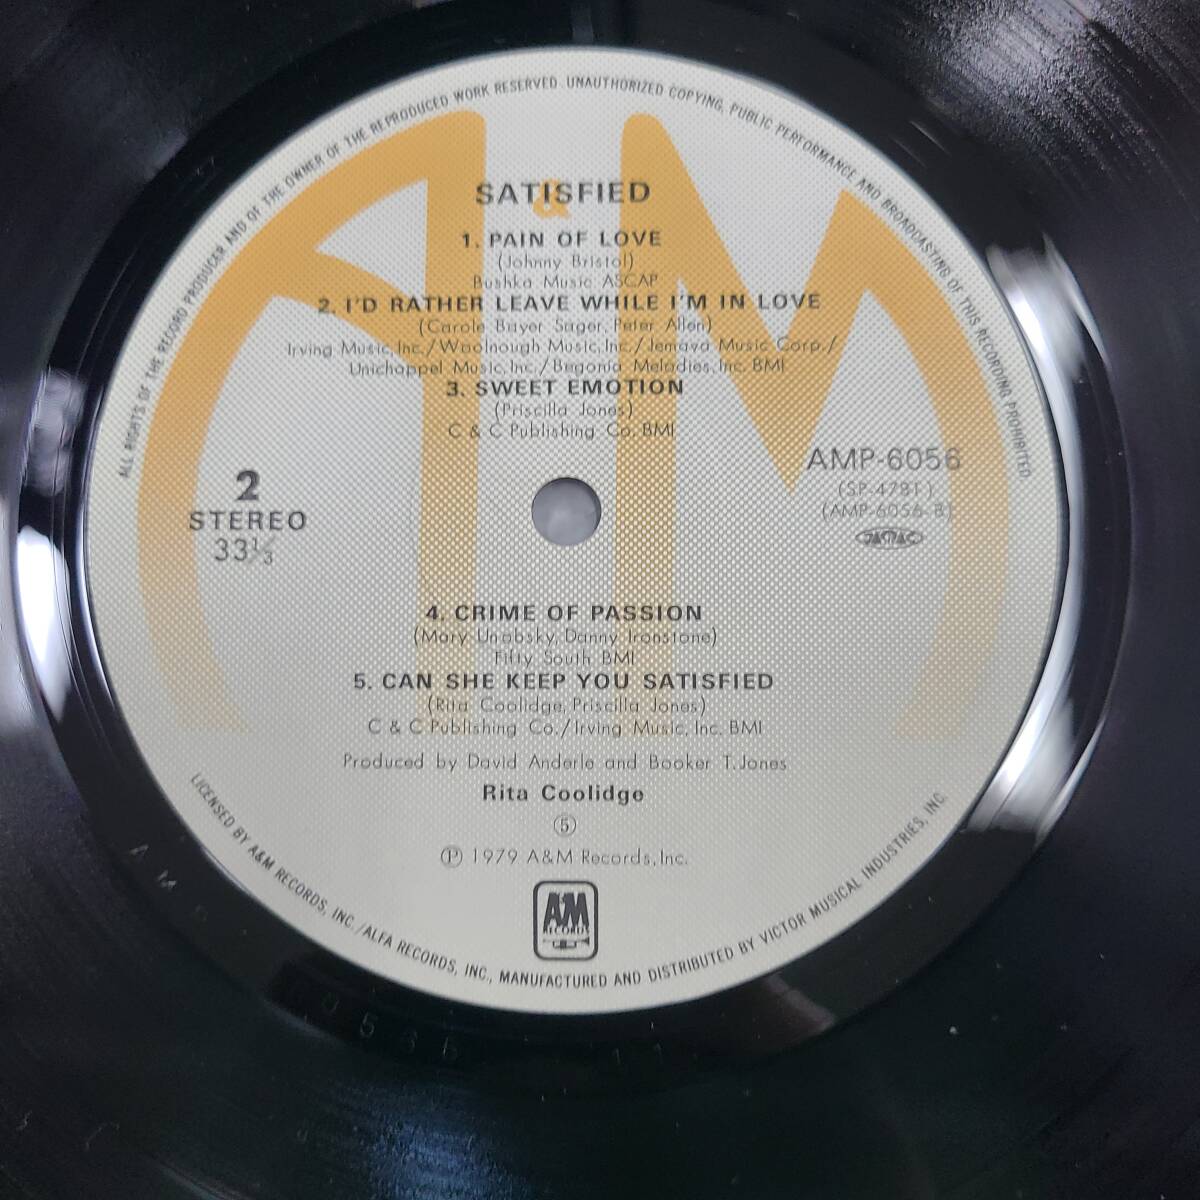 ALL RIGHTS OF THE RECORD PRODUCER AND OF THE OWNER OF THE REPRODUCED WORK RESERVED. UNAUTHORIZED COPYING, PUBLIC PERFORMANCE AND BROADCASTING OF THIS RECORDING PROHIBITED
SATISFIED
&
1. PAIN OF LOVE
(Johnny Bristol)
Bushka Music ASCAP
2. I'D RATHER LEAVE WHILE I'M IN LOVE
(Carole Bayer Sager, Peter Allen)
Irving Music, Inc./Woolnough Music, Inc./Jemava Music Corp./
Unichappel Music, Inc./Begonia Melodies, Inc. BMI
3. SWEET EMOTION
(Priscilla Jones)
C & C Publishing Co. BMI
2
STEREO
33⅓
AMP-6056
(SP-4781)
(AMP-6056-B)
JASRAC
4. CRIME OF PASSION
(Mary Unobsky, Danny Ironstone)
Fifty South BMI
5. CAN SHE KEEP YOU SATISFIED
(Rita Coolidge, Priscilla Jones)
C & C Publishing Co./Irving Music, Inc. BMI
Produced by David Anderle and Booker T. Jones
Rita Coolidge
⑤
Ⓟ 1979 A&M Records, Inc.
A&M
RECORDS
LICENSED BY A&M RECORDS, INC./ALFA RECORDS, INC., MANUFACTURED AND DISTRIBUTED BY VICTOR MUSICAL INDUSTRIES, INC.